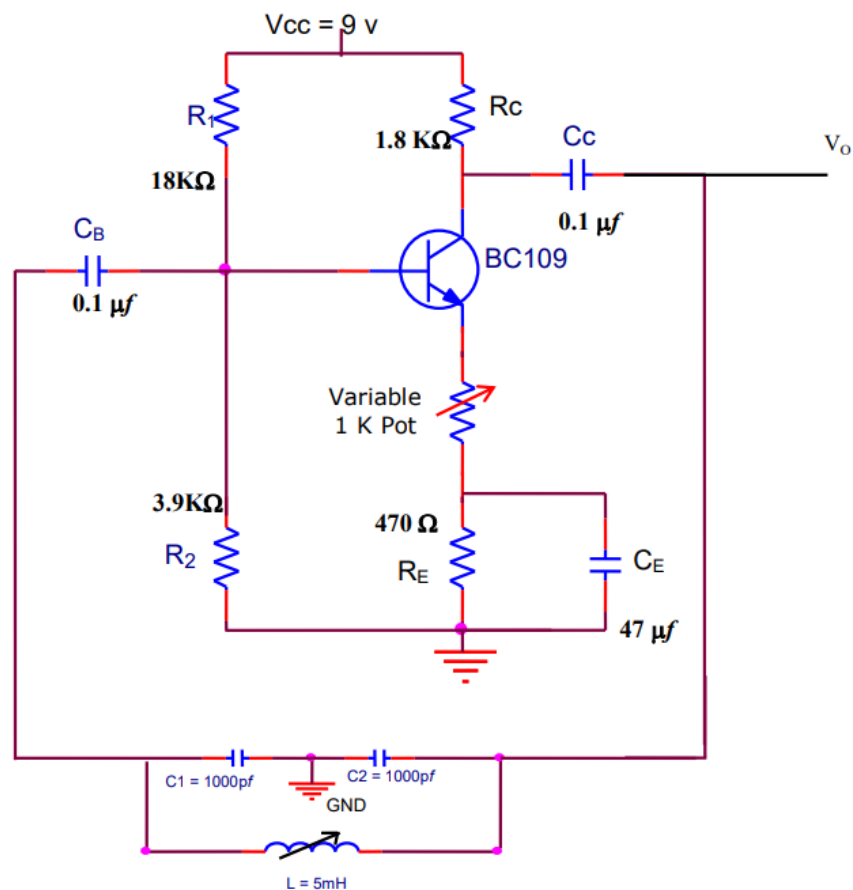 Vcc = 9 v
R1
Rc
1.8 KΩ
Cc
Vo
18KΩ
0.1 μf
CB
BC109
0.1 μf
Variable
1 K Pot
3.9KΩ
470 Ω
R2
RE
CE
47 μf
C1 = 1000pf
C2 = 1000pf
GND
L = 5mH